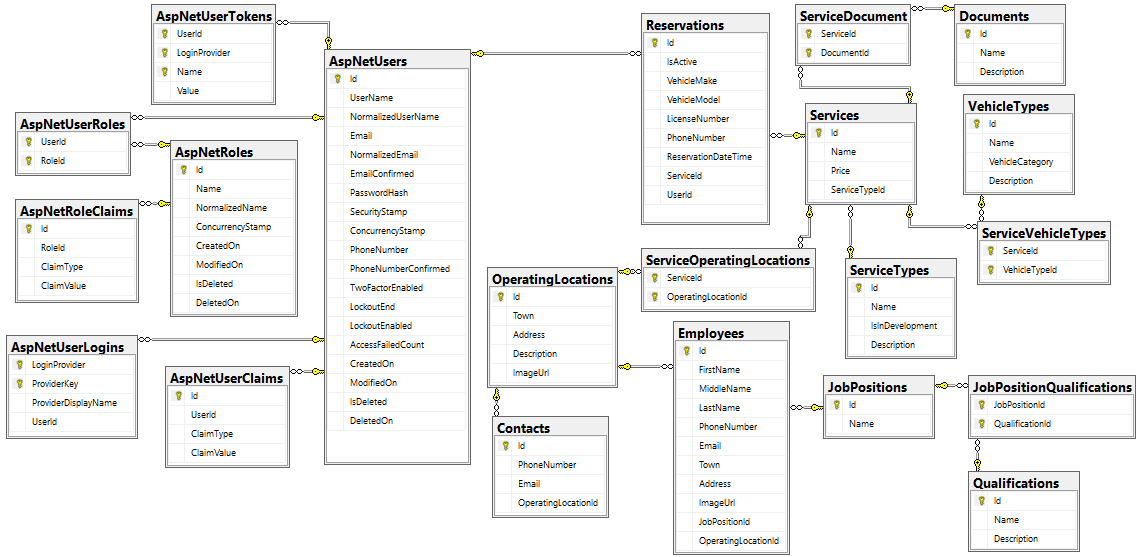 AspNetUserTokens
UserId
LoginProvider
Name
Value
AspNetUserRoles
UserId
RoleId
AspNetRoles
Id
Name
NormalizedName
ConcurrencyStamp
CreatedOn
ModifiedOn
IsDeleted
DeletedOn
AspNetRoleClaims
Id
RoleId
ClaimType
ClaimValue
AspNetUserLogins
LoginProvider
ProviderKey
ProviderDisplayName
UserId
AspNetUserClaims
Id
UserId
ClaimType
ClaimValue
AspNetUsers
Id
UserName
NormalizedUserName
Email
NormalizedEmail
EmailConfirmed
PasswordHash
SecurityStamp
ConcurrencyStamp
PhoneNumber
PhoneNumberConfirmed
TwoFactorEnabled
LockoutEnd
LockoutEnabled
AccessFailedCount
CreatedOn
ModifiedOn
IsDeleted
DeletedOn
Reservations
Id
IsActive
VehicleMake
VehicleModel
LicenseNumber
PhoneNumber
ReservationDateTime
ServiceId
UserId
ServiceDocument
ServiceId
DocumentId
Documents
Id
Name
Description
Services
Id
Name
Price
ServiceTypeId
VehicleTypes
Id
Name
VehicleCategory
Description
ServiceVehicleTypes
ServiceId
VehicleTypeId
ServiceOperatingLocations
ServiceId
OperatingLocationId
ServiceTypes
Id
Name
IsInDevelopment
Description
OperatingLocations
Id
Town
Address
Description
ImageUrl
Contacts
Id
PhoneNumber
Email
OperatingLocationId
Employees
Id
FirstName
MiddleName
LastName
PhoneNumber
Email
Town
Address
ImageUrl
JobPositionId
OperatingLocationId
JobPositions
Id
Name
JobPositionQualifications
JobPositionId
QualificationId
Qualifications
Id
Name
Description